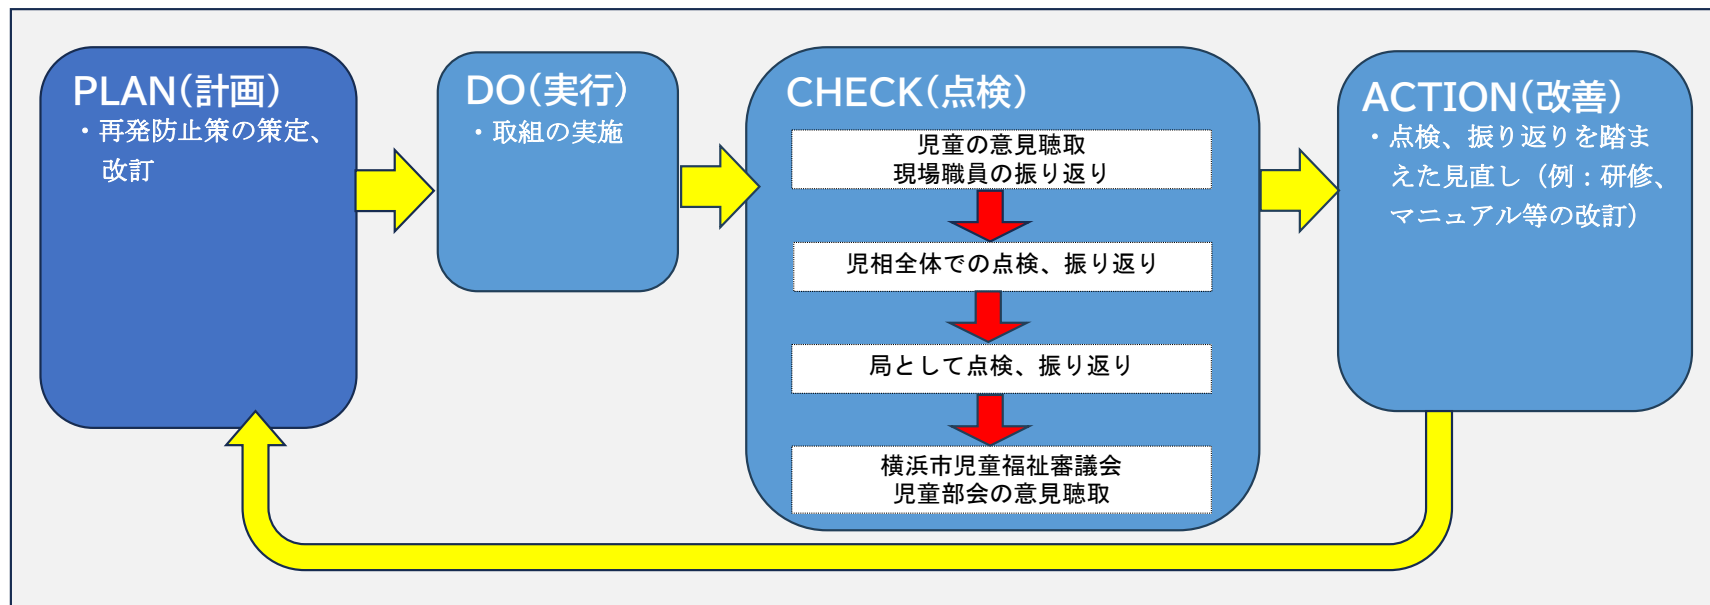 PLAN(計画)
・再発防止策の策定、
改訂
DO(実行)
・取組の実施
CHECK(点検)
児童の意見聴取
現場職員の振り返り
児相全体での点検、振り返り
局として点検、振り返り
横浜市児童福祉審議会
児童部会の意見聴取
ACTION(改善)
・点検、振り返りを踏ま
えた見直し（例：研修、
マニュアル等の改訂）